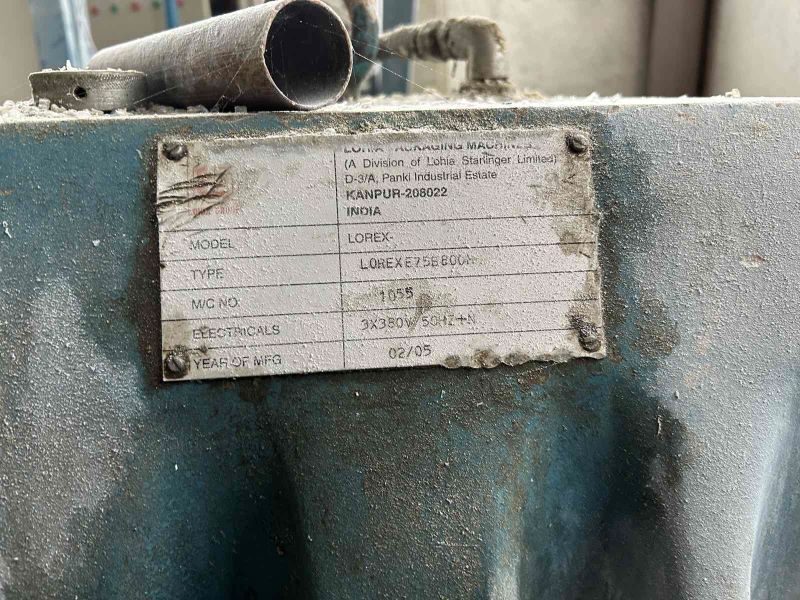 LOHIA PACKAGING MACHINES
(A Division of Lohia Starlinger Limited)
D-3/A, Panki Industrial Estate
KANPUR-208022
INDIA
MODEL LOREX-
TYPE
M/C NO 1055
ELECTRICALS 3X380V/50HZ+N
YEAR OF MFG 02/05